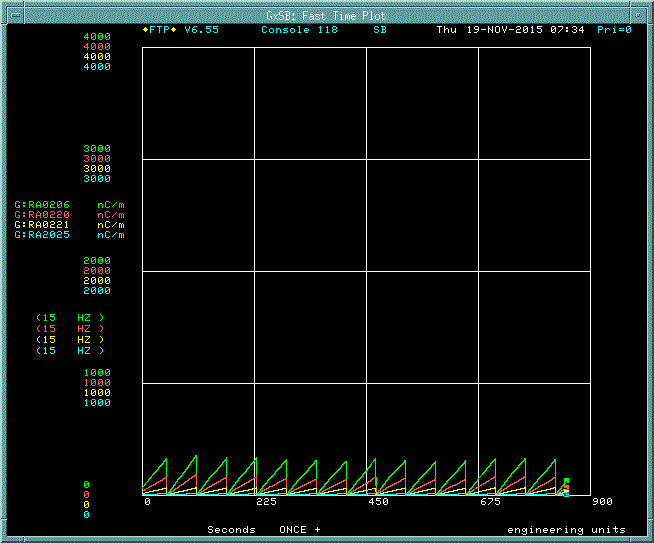 GxSB: Fast Time Plot
◆FTP◆ V6.55 Console 118 SB Thu 19-NOV-2015 07:34 Pri=0
4000
4000
4000
4000
3000
3000
3000
3000
G:RA0206 nC/m
G:RA0220 nC/m
G:RA0221 nC/m
G:RA2025 nC/m
2000
2000
2000
2000
(15 HZ )
(15 HZ )
(15 HZ )
(15 HZ )
1000
1000
1000
1000
0
0
0
0
0 225 450 675 900
Seconds ONCE + engineering units